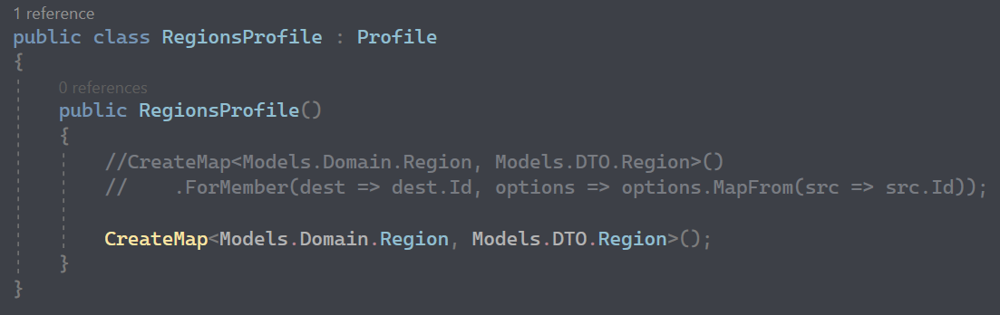 1 reference
public class RegionsProfile : Profile
{
0 references
public RegionsProfile()
{
//CreateMap<Models.Domain.Region, Models.DTO.Region>()
//    .ForMember(dest => dest.Id, options => options.MapFrom(src => src.Id));
CreateMap<Models.Domain.Region, Models.DTO.Region>();
}
}